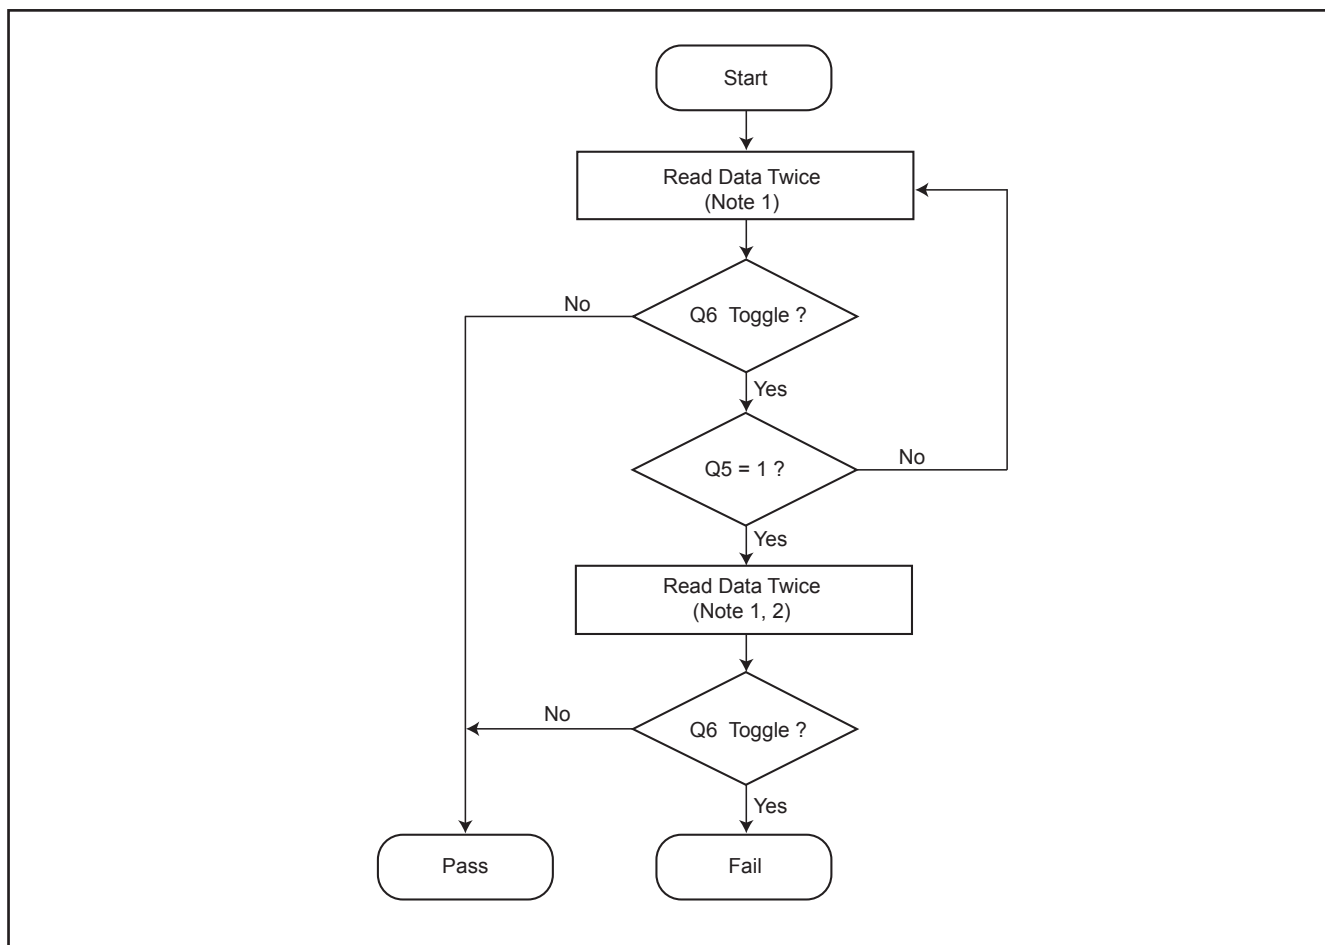 Start
Read Data Twice
(Note 1)
No
Q6 Toggle ?
Yes
Q5 = 1 ?
No
Yes
Read Data Twice
(Note 1, 2)
No
Q6 Toggle ?
Yes
Pass
Fail